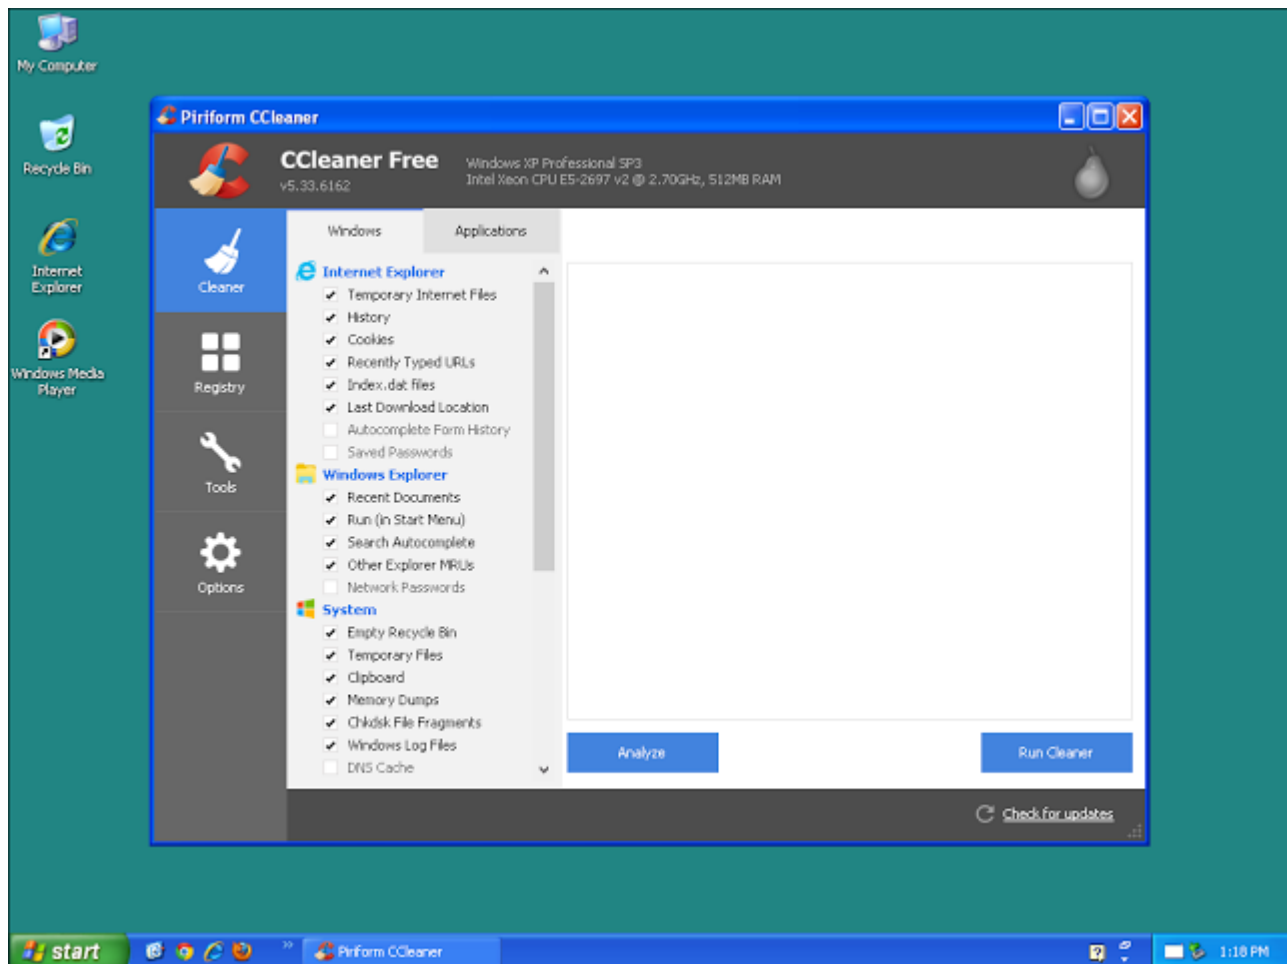 My Computer
Recycle Bin
Internet
Explorer
Windows Media
Player
Piriform CCleaner
CCleaner Free
v5.33.6162
Windows XP Professional SP3
Intel Xeon CPU E5-2697 v2 @ 2.70GHz, 512MB RAM
Cleaner
Registry
Tools
Options
Windows
Applications
Internet Explorer
Temporary Internet Files
History
Cookies
Recently Typed URLs
Index.dat files
Last Download Location
Autocomplete Form History
Saved Passwords
Windows Explorer
Recent Documents
Run (in Start Menu)
Search Autocomplete
Other Explorer MRUs
Network Passwords
System
Empty Recycle Bin
Temporary Files
Clipboard
Memory Dumps
Chkdsk File Fragments
Windows Log Files
DNS Cache
Analyze
Run Cleaner
Check for updates
start
Piriform CCleaner
1:18 PM